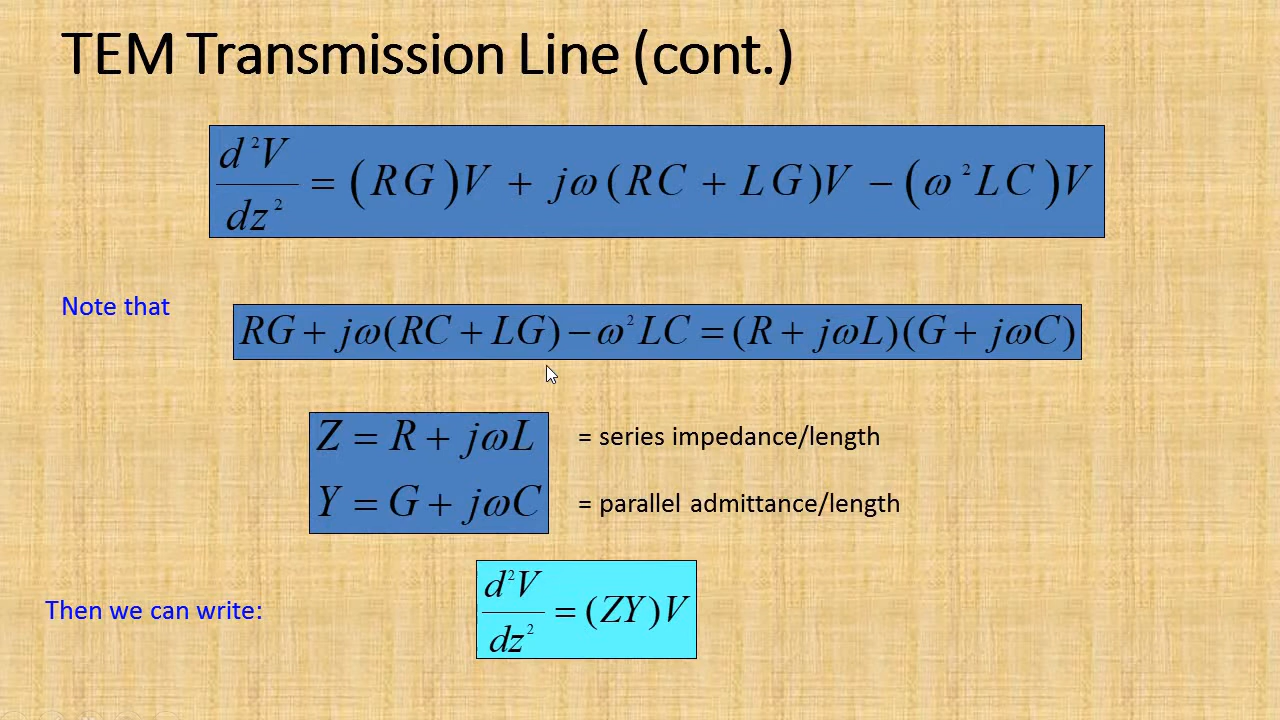 TEM Transmission Line (cont.)
d²V/dz² = (RG)V + jω(RC + LG)V − (ω²LC)V
Note that
RG + jω(RC + LG) − ω²LC = (R + jωL)(G + jωC)
Z = R + jωL = series impedance/length
Y = G + jωC = parallel admittance/length
Then we can write:
d²V/dz² = (ZY)V